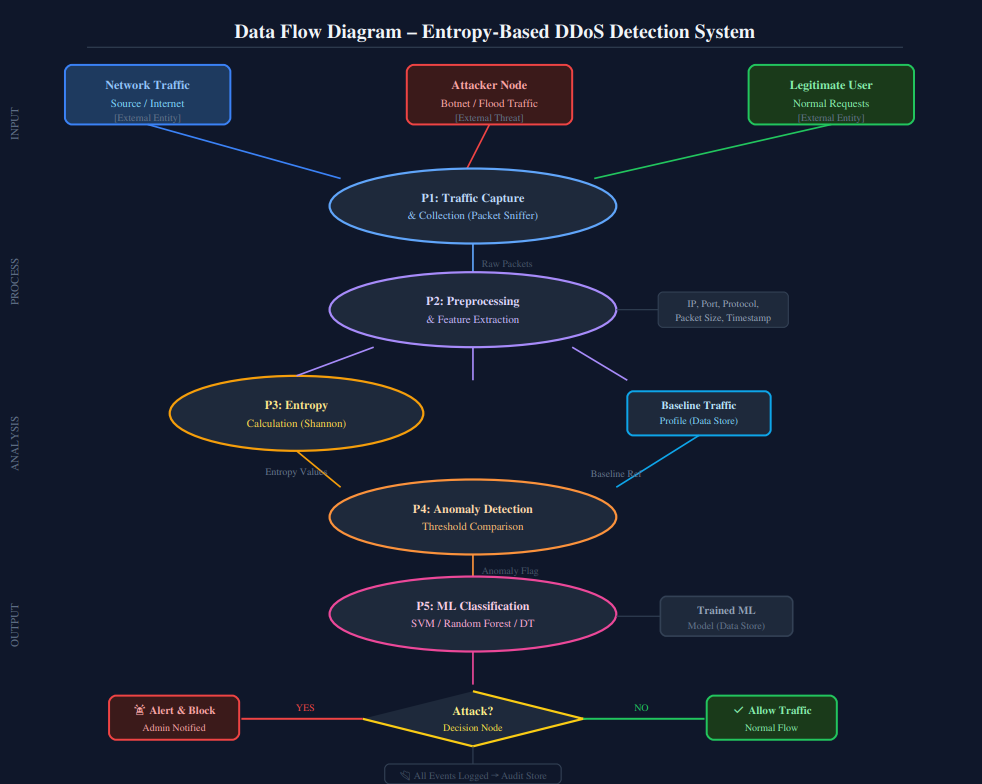 Data Flow Diagram – Entropy-Based DDoS Detection System
Network Traffic
Source / Internet
[External Entity]
Attacker Node
Botnet / Flood Traffic
[External Threat]
Legitimate User
Normal Requests
[External Entity]
INPUT
P1: Traffic Capture
& Collection (Packet Sniffer)
Raw Packets
PROCESS
P2: Preprocessing
& Feature Extraction
IP, Port, Protocol,
Packet Size, Timestamp
P3: Entropy
Calculation (Shannon)
Baseline Traffic
Profile (Data Store)
ANALYSIS
Entropy Values
Baseline Ref
P4: Anomaly Detection
Threshold Comparison
Anomaly Flag
P5: ML Classification
SVM / Random Forest / DT
Trained ML
Model (Data Store)
OUTPUT
Alert & Block
Admin Notified
YES
Attack?
Decision Node
NO
✓ Allow Traffic
Normal Flow
All Events Logged → Audit Store